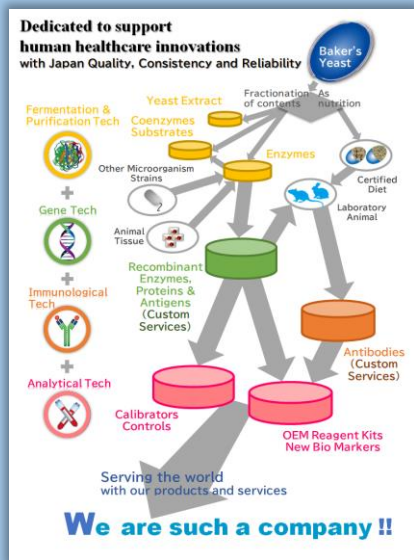 Dedicated to support
human healthcare innovations
with Japan Quality, Consistency and Reliability
Baker's
Yeast
Fractionation
of contents
As
nutrition
Fermentation &
Purification Tech
Yeast Extract
Coenzymes
Substrates
Enzymes
Other Microorganism
Strains
Certified
Diet
Gene Tech
Animal
Tissue
Laboratory
Animal
Recombinant
Enzymes,
Proteins &
Antigens
(Custom
Services)
Immunological
Tech
Antibodies
(Custom
Services)
Analytical Tech
Calibrators
Controls
OEM Reagent Kits
New Bio Markers
Serving the world
with our products and services
We are such a company !!